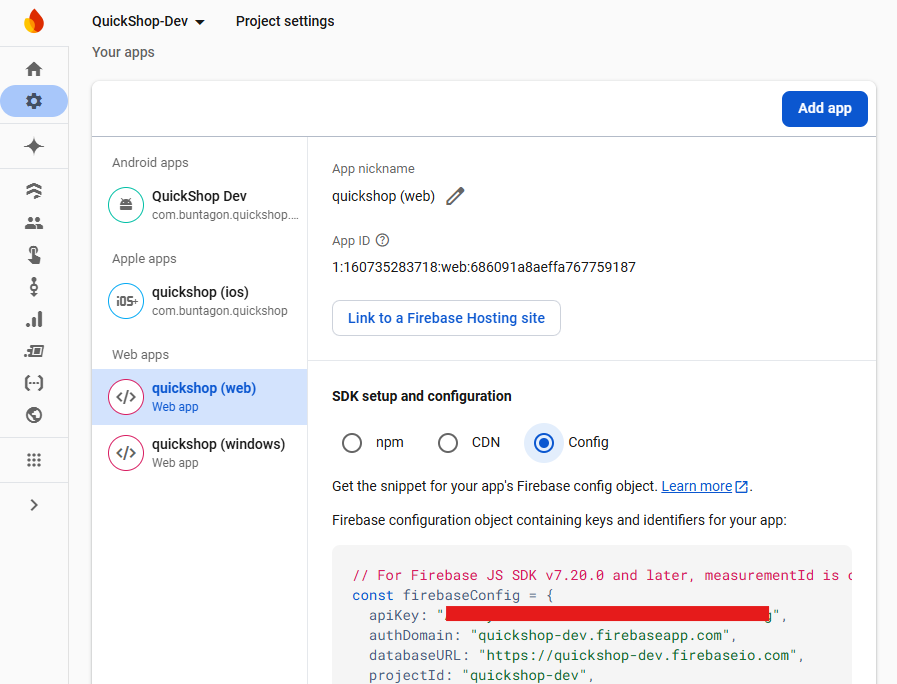 QuickShop-Dev
Project settings
Your apps
Add app
Android apps
QuickShop Dev
com.buntagon.quickshop....
Apple apps
iOS+
quickshop (ios)
com.buntagon.quickshop
Web apps
</>
quickshop (web)
Web app
</>
quickshop (windows)
Web app
App nickname
quickshop (web)
App ID
1:160735283718:web:686091a8aeffa767759187
Link to a Firebase Hosting site
SDK setup and configuration
npm
CDN
Config
Get the snippet for your app's Firebase config object. Learn more.
Firebase configuration object containing keys and identifiers for your app:
// For Firebase JS SDK v7.20.0 and later, measurementId is
const firebaseConfig = {
apiKey: "
",
authDomain: "quickshop-dev.firebaseapp.com",
databaseURL: "https://quickshop-dev.firebaseio.com",
projectId: "quickshop-dev",